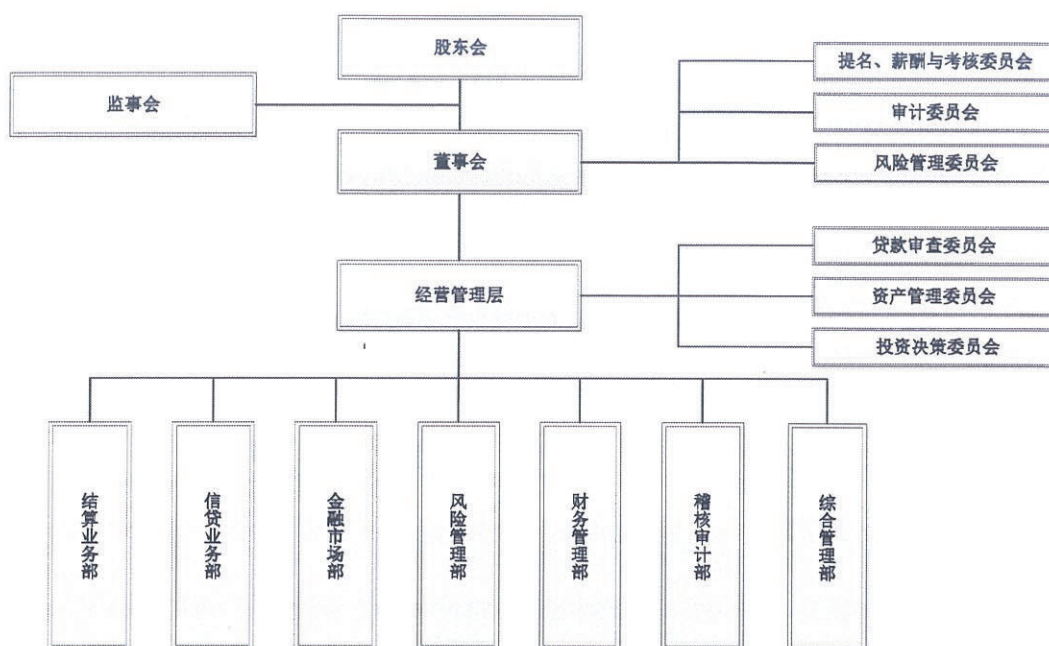 股东会
监事会
董事会
提名、薪酬与考核委员会
审计委员会
风险管理委员会
经营管理层
贷款审查委员会
资产管理委员会
投资决策委员会
结算业务部
信贷业务部
金融市场部
风险管理部
财务管理部
稽核审计部
综合管理部